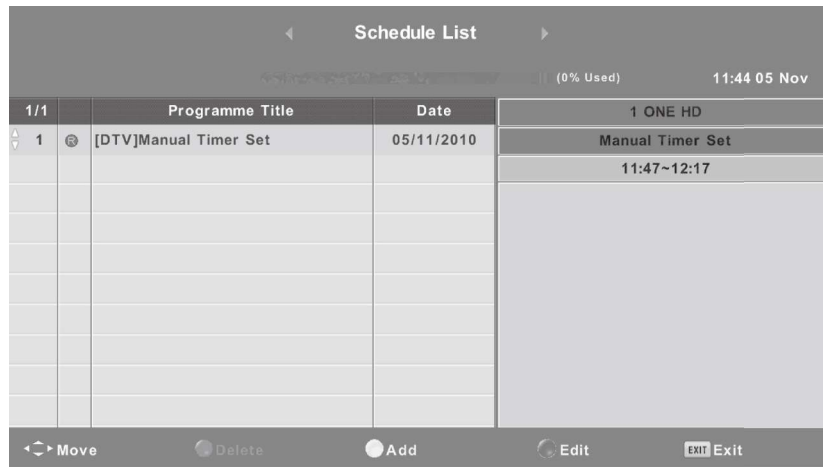 Schedule List
(0% Used) 11:44 05 Nov
1/1 Programme Title Date 1 ONE HD
1 R [DTV]Manual Timer Set 05/11/2010 Manual Timer Set
11:47~12:17
Move Delete Add Edit EXIT Exit